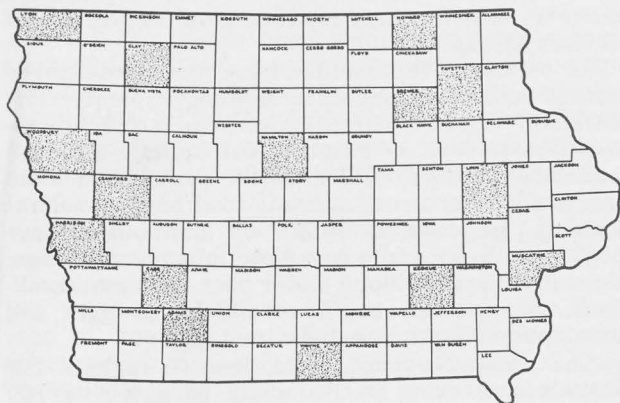 LYON OSCEOLA DICKINSON EMMET KOSSUTH WINNEBAGO WORTH MITCHELL HOWARD WINNESHIEK ALLAMAKEE
SIOUX O'BRIEN CLAY PALO ALTO HANCOCK CERRO GORDO FLOYD CHICKASAW
FAYETTE CLAYTON
PLYMOUTH CHEROKEE BUENA VISTA POCAHONTAS HUMBOLDT WRIGHT FRANKLIN BUTLER BREMER
WEBSTER BLACK HAWK BUCHANAN DELAWARE DUBUQUE
WOODBURY IDA SAC CALHOUN HAMILTON HARDIN GRUNDY
TAMA BENTON LINN JONES JACKSON
MONONA CRAWFORD CARROLL GREENE BOONE STORY MARSHALL
CLINTON
CEDAR
HARRISON SHELBY AUDUBON GUTHRIE DALLAS POLK JASPER POWESHIEK IOWA JOHNSON
SCOTT
MUSCATINE
POTTAWATTAMIE CASS ADAIR MADISON WARREN MARION MAHASKA KEOKUK WASHINGTON
LOUISA
MILLS MONTGOMERY ADAMS UNION CLARKE LUCAS MONROE WAPELLO JEFFERSON HENRY
DES MOINES
FREMONT PAGE TAYLOR RINGGOLD DECATUR WAYNE APPANOOSE DAVIS VAN BUREN
LEE